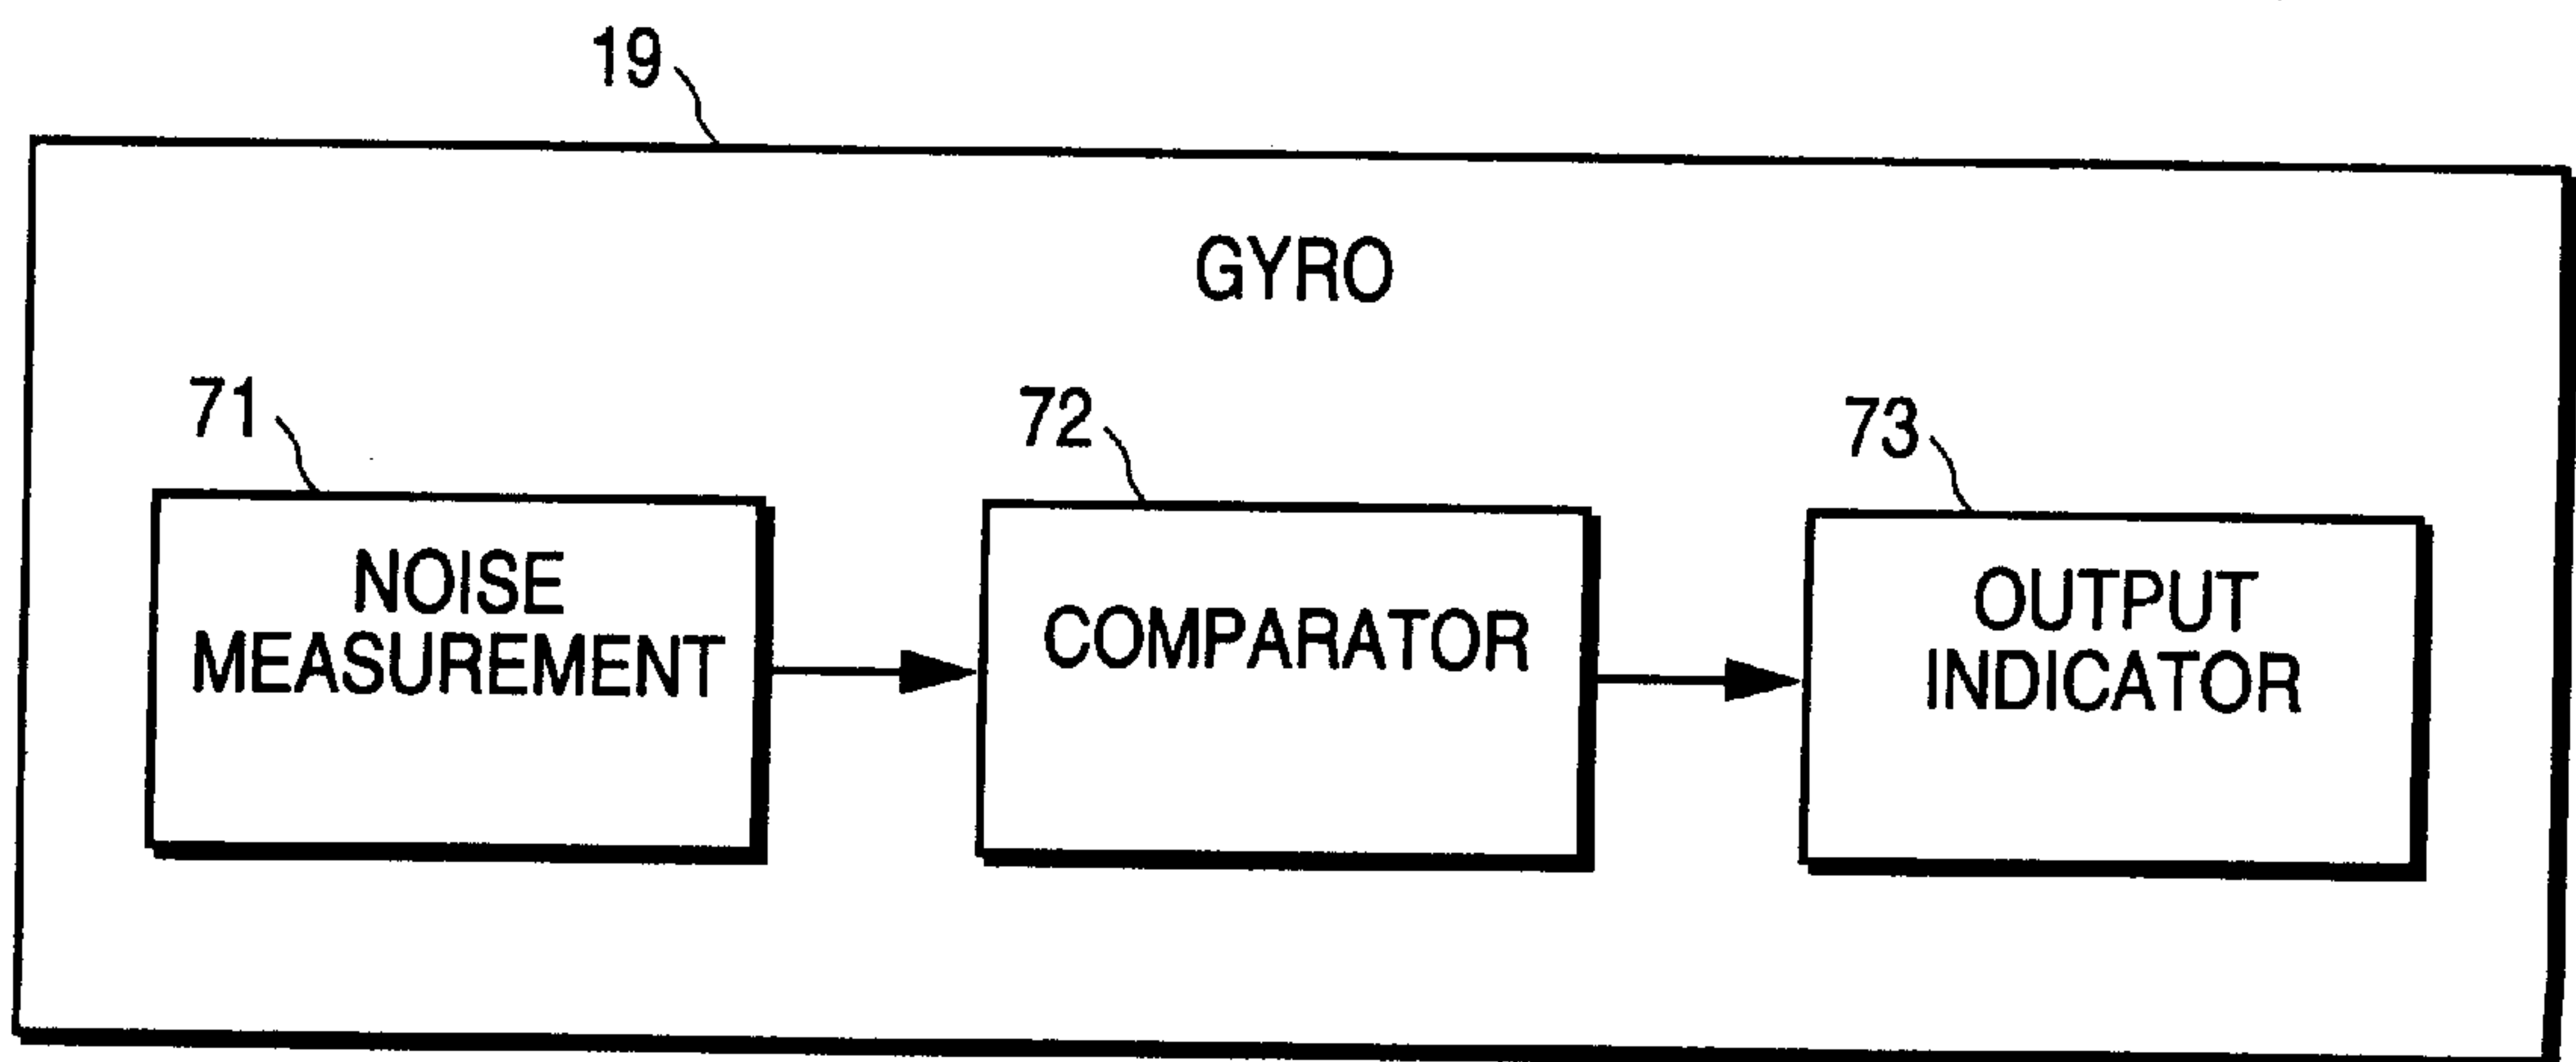 19
GYRO
71
72
73
NOISE
MEASUREMENT
COMPARATOR
OUTPUT
INDICATOR